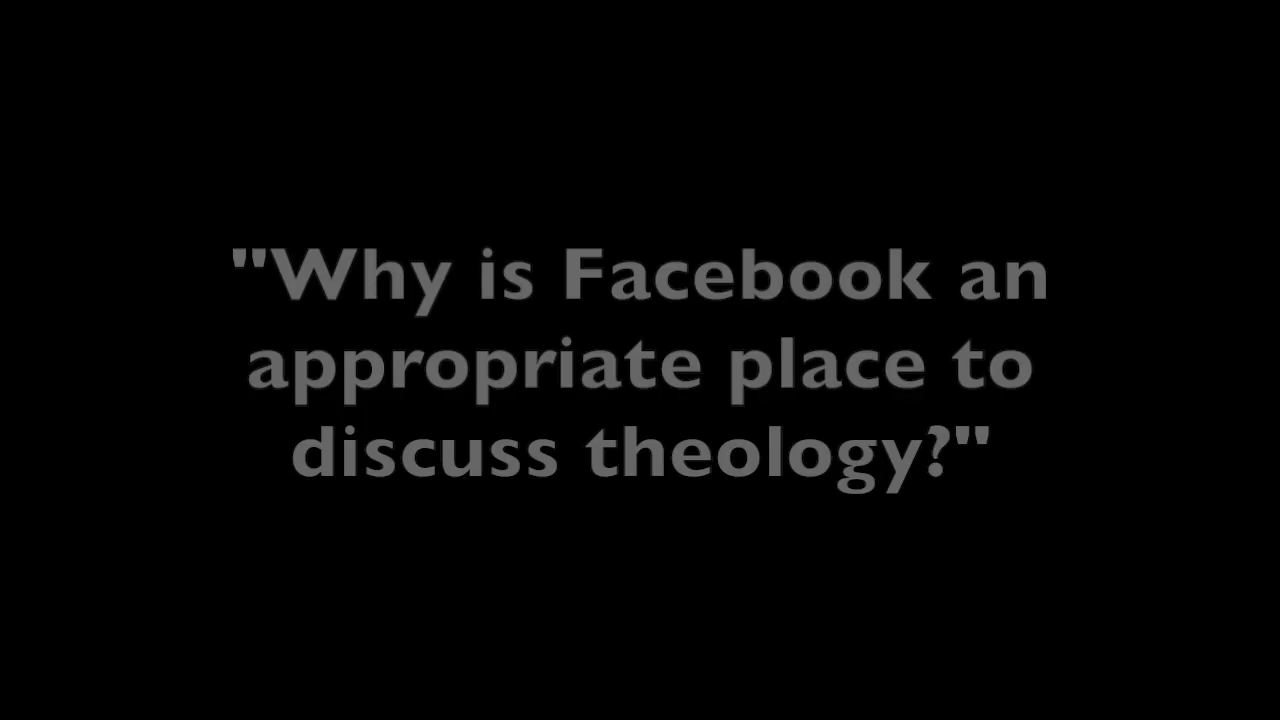 "Why is Facebook an
appropriate place to
discuss theology?"